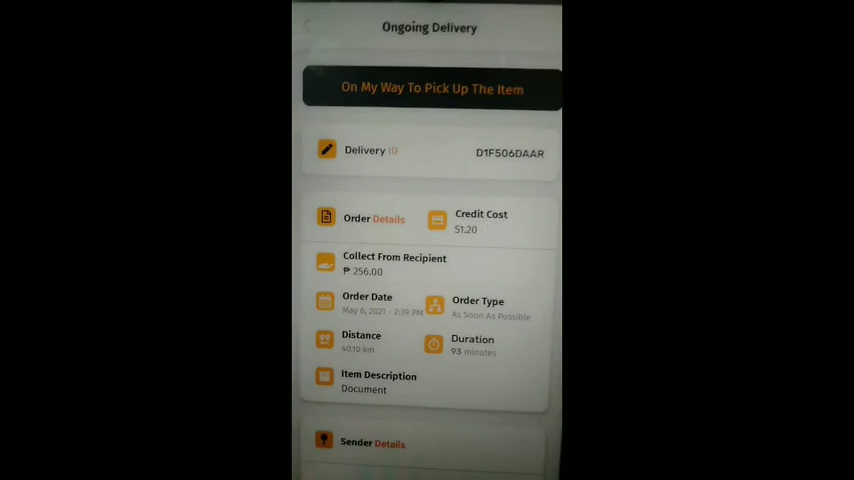 Ongoing Delivery
On My Way To Pick Up The Item
Delivery ID D1F506DAAR
Order Details
Credit Cost
51.20
Collect From Recipient
₱ 256.00
Order Date
May 6, 2021 - 2:39 PM
Order Type
As Soon As Possible
Distance
40.10 km
Duration
93 minutes
Item Description
Document
Sender Details